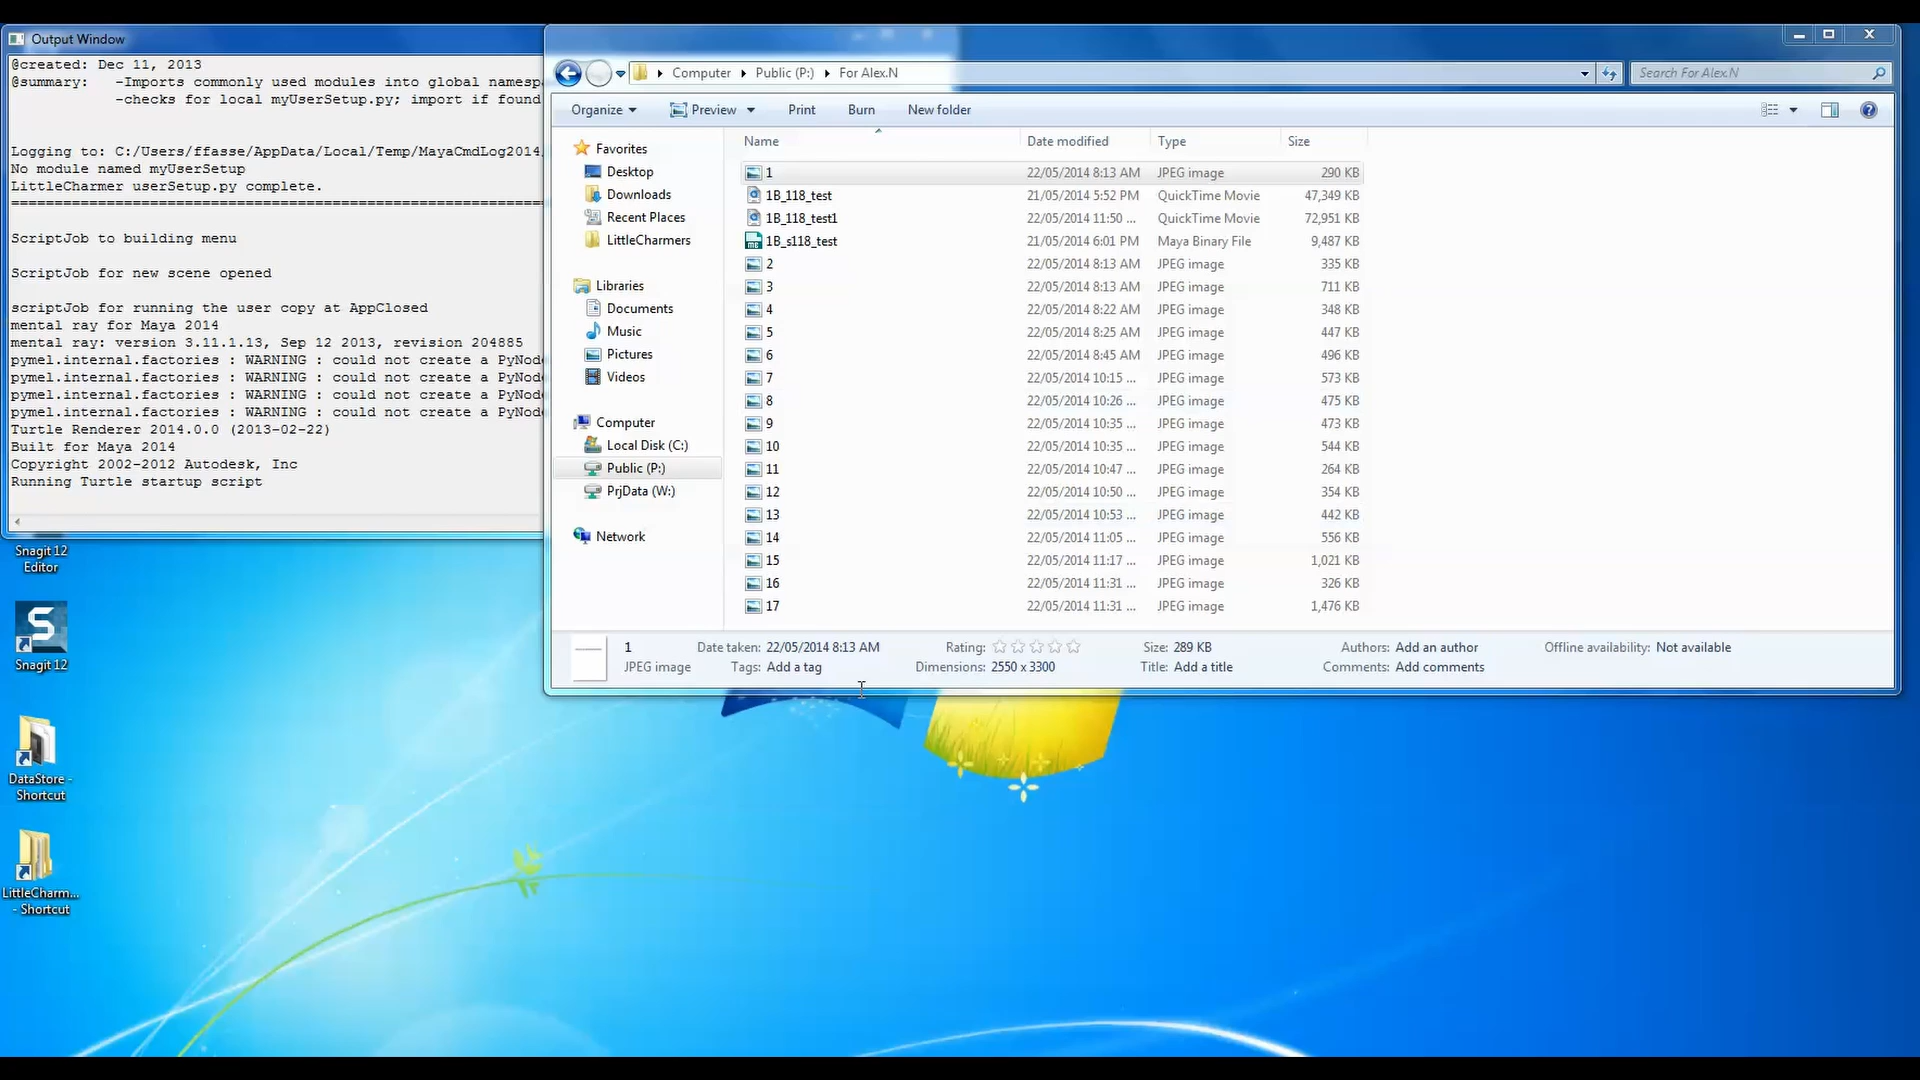 Output Window
@created: Dec 11, 2013
@summary:   -Imports commonly used modules into global namesp
-checks for local myUserSetup.py; import if found
Logging to: C:/Users/ffasse/AppData/Local/Temp/MayaCmdLog2014
No module named myUserSetup
LittleCharmer userSetup.py complete.
ScriptJob to building menu
ScriptJob for new scene opened
scriptJob for running the user copy at AppClosed
mental ray for Maya 2014
mental ray: version 3.11.1.13, Sep 12 2013, revision 204885
pymel.internal.factories : WARNING : could not create a PyNode
pymel.internal.factories : WARNING : could not create a PyNode
pymel.internal.factories : WARNING : could not create a PyNode
pymel.internal.factories : WARNING : could not create a PyNode
Turtle Renderer 2014.0.0 (2013-02-22)
Built for Maya 2014
Copyright 2002-2012 Autodesk, Inc
Running Turtle startup script
Snagit 12
Editor
Snagit 12
DataStore -
Shortcut
LittleCharm...
- Shortcut
Computer Public (P:) For Alex.N
Search For Alex.N
Organize Preview Print Burn New folder
Favorites
Desktop
Downloads
Recent Places
LittleCharmers
Libraries
Documents
Music
Pictures
Videos
Computer
Local Disk (C:)
Public (P:)
PrjData (W:)
Network
Name Date modified Type Size
1 22/05/2014 8:13 AM JPEG image 290 KB
1B_118_test 21/05/2014 5:52 PM QuickTime Movie 47,349 KB
1B_118_test1 22/05/2014 11:50 ... QuickTime Movie 72,951 KB
1B_s118_test 21/05/2014 6:01 PM Maya Binary File 9,487 KB
2 22/05/2014 8:13 AM JPEG image 335 KB
3 22/05/2014 8:13 AM JPEG image 711 KB
4 22/05/2014 8:22 AM JPEG image 348 KB
5 22/05/2014 8:25 AM JPEG image 447 KB
6 22/05/2014 8:45 AM JPEG image 496 KB
7 22/05/2014 10:15 ... JPEG image 573 KB
8 22/05/2014 10:26 ... JPEG image 475 KB
9 22/05/2014 10:35 ... JPEG image 473 KB
10 22/05/2014 10:35 ... JPEG image 544 KB
11 22/05/2014 10:47 ... JPEG image 264 KB
12 22/05/2014 10:50 ... JPEG image 354 KB
13 22/05/2014 10:53 ... JPEG image 442 KB
14 22/05/2014 11:05 ... JPEG image 556 KB
15 22/05/2014 11:17 ... JPEG image 1,021 KB
16 22/05/2014 11:31 ... JPEG image 326 KB
17 22/05/2014 11:31 ... JPEG image 1,476 KB
1 Date taken: 22/05/2014 8:13 AM Rating: Size: 289 KB Authors: Add an author Offline availability: Not available
JPEG image Tags: Add a tag Dimensions: 2550 x 3300 Title: Add a title Comments: Add comments